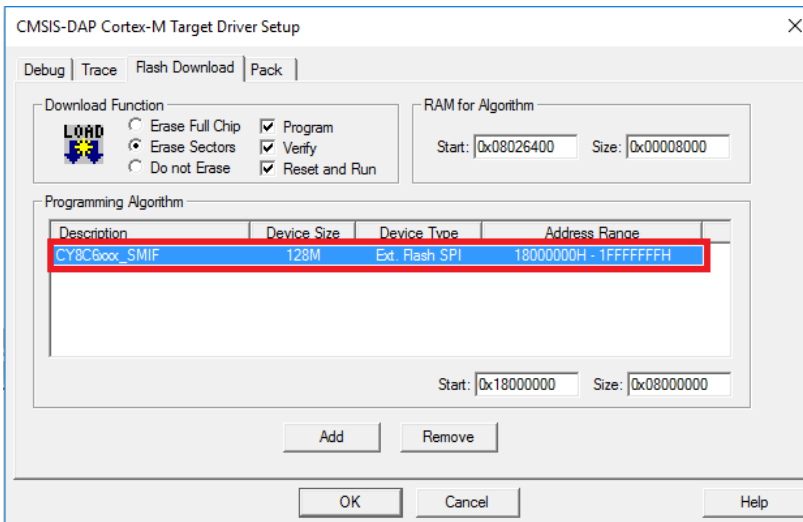 CMSIS-DAP Cortex-M Target Driver Setup
Debug Trace Flash Download Pack
Download Function
LOAD
Erase Full Chip Program
Erase Sectors Verify
Do not Erase Reset and Run
RAM for Algorithm
Start: 0x08026400 Size: 0x00008000
Programming Algorithm
Description Device Size Device Type Address Range
CY8C6xxx_SMIF 128M Ext. Flash SPI 18000000H - 1FFFFFFFH
Start: 0x18000000 Size: 0x08000000
Add Remove
OK Cancel Help